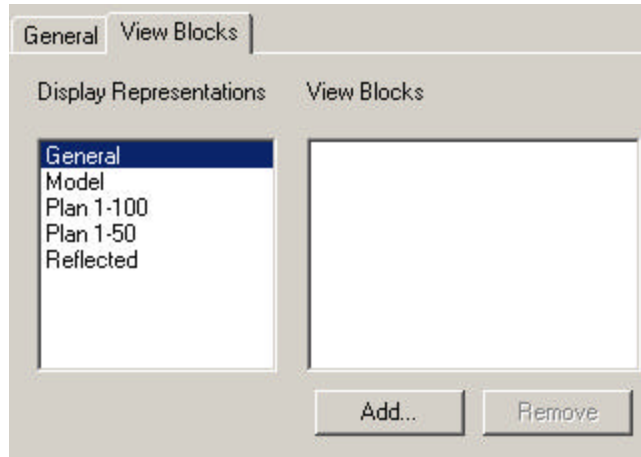 General View Blocks
Display Representations View Blocks
General
Model
Plan 1-100
Plan 1-50
Reflected
Add... Remove